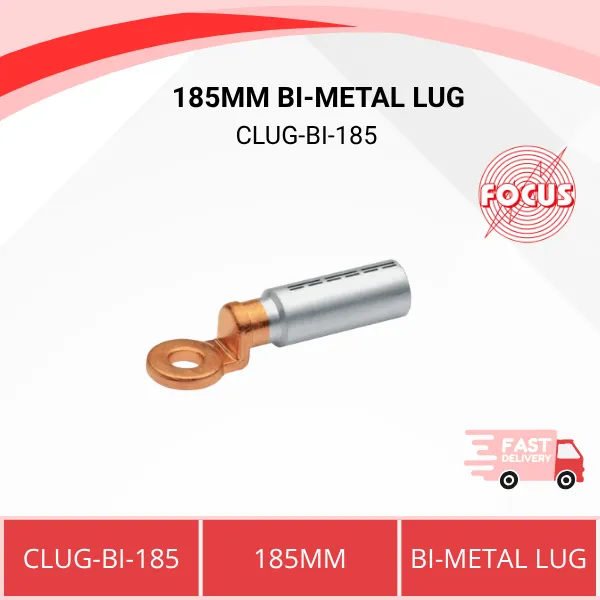 185MM BI-METAL LUG
CLUG-BI-185
FOCUS
FAST
DELIVERY
CLUG-BI-185
185MM
BI-METAL LUG